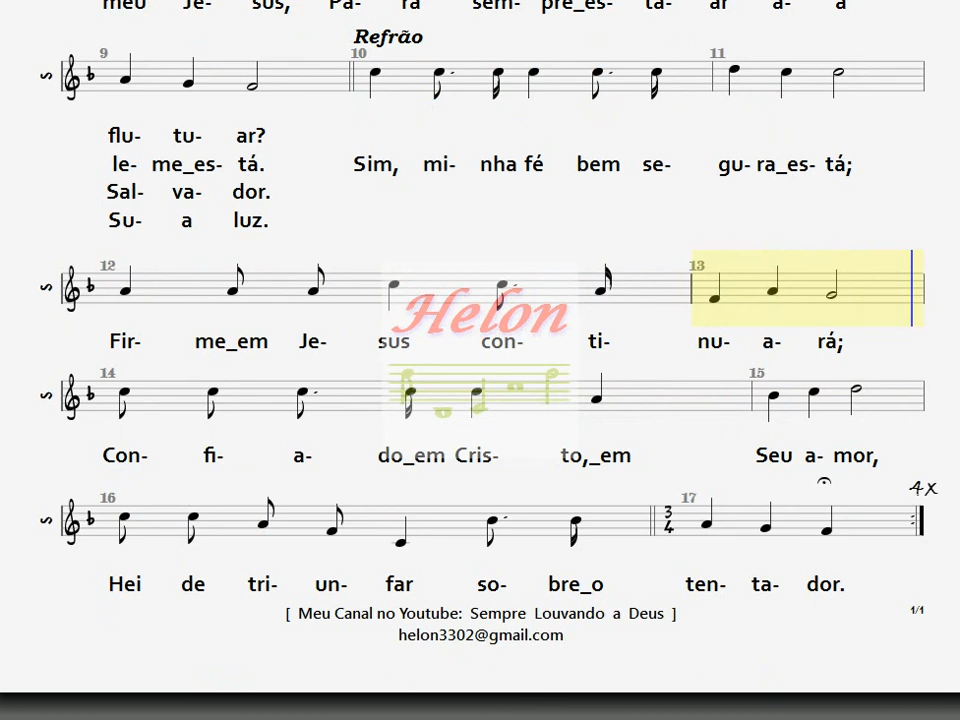 meu Je- sus, Pa- ra sem- pre_es- ta- ar a- a
Refrão
9 10 11
S
flu- tu- ar?
le- me_es- tá. Sim, mi- nha fé bem se- gu- ra_es- tá;
Sal- va- dor.
Su- a luz.
12 13
S
Helon
Fir- me_em Je- sus con- ti- nu- a- rá;
14 15
S
Con- fi- a- do_em Cris- to,_em Seu a- mor,
4X
16 17
S 3 4
Hei de tri- un- far so- bre_o ten- ta- dor.
[ Meu Canal no Youtube: Sempre Louvando a Deus ] 1/1
helon3302@gmail.com